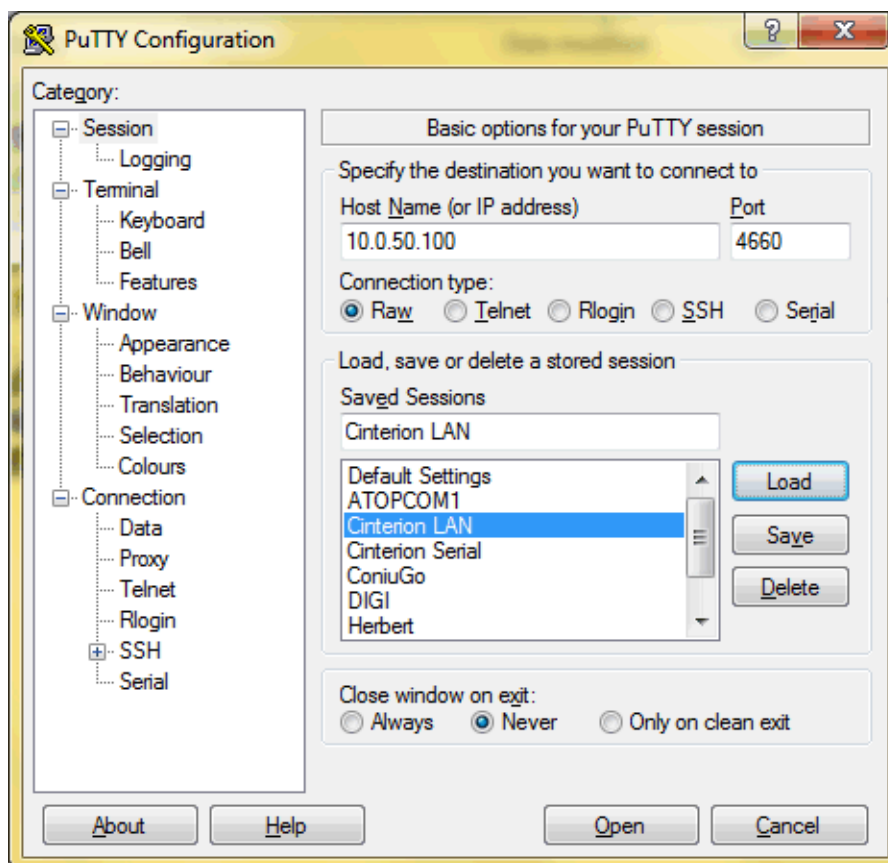 PuTTY Configuration
Category:
Session
Logging
Terminal
Keyboard
Bell
Features
Window
Appearance
Behaviour
Translation
Selection
Colours
Connection
Data
Proxy
Telnet
Rlogin
SSH
Serial
Basic options for your PuTTY session
Specify the destination you want to connect to
Host Name (or IP address) Port
10.0.50.100 4660
Connection type:
Raw Telnet Rlogin SSH Serial
Load, save or delete a stored session
Saved Sessions
Cinterion LAN
Default Settings
ATOPCOM1
Cinterion LAN
Cinterion Serial
ConiuGo
DIGI
Herbert
Load
Save
Delete
Close window on exit:
Always Never Only on clean exit
About Help Open Cancel